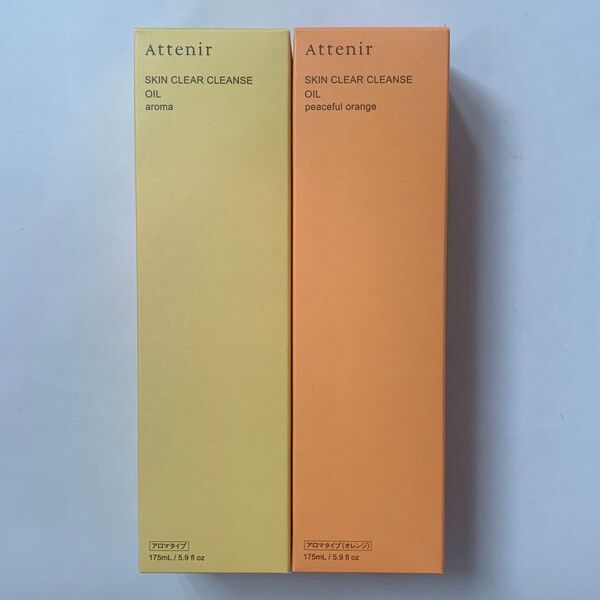 Attenir
SKIN CLEAR CLEANSE
OIL
aroma
アロマタイプ
175mL / 5.9 fl oz
Attenir
SKIN CLEAR CLEANSE
OIL
peaceful orange
アロマタイプ(オレンジ)
175mL / 5.9 fl oz